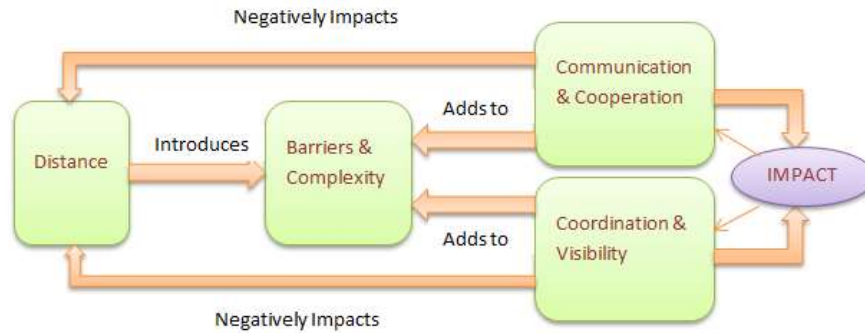 Negatively Impacts
Communication
& Cooperation
Adds to
Introduces
Distance
Barriers &
Complexity
IMPACT
Coordination &
Visibility
Adds to
Negatively Impacts